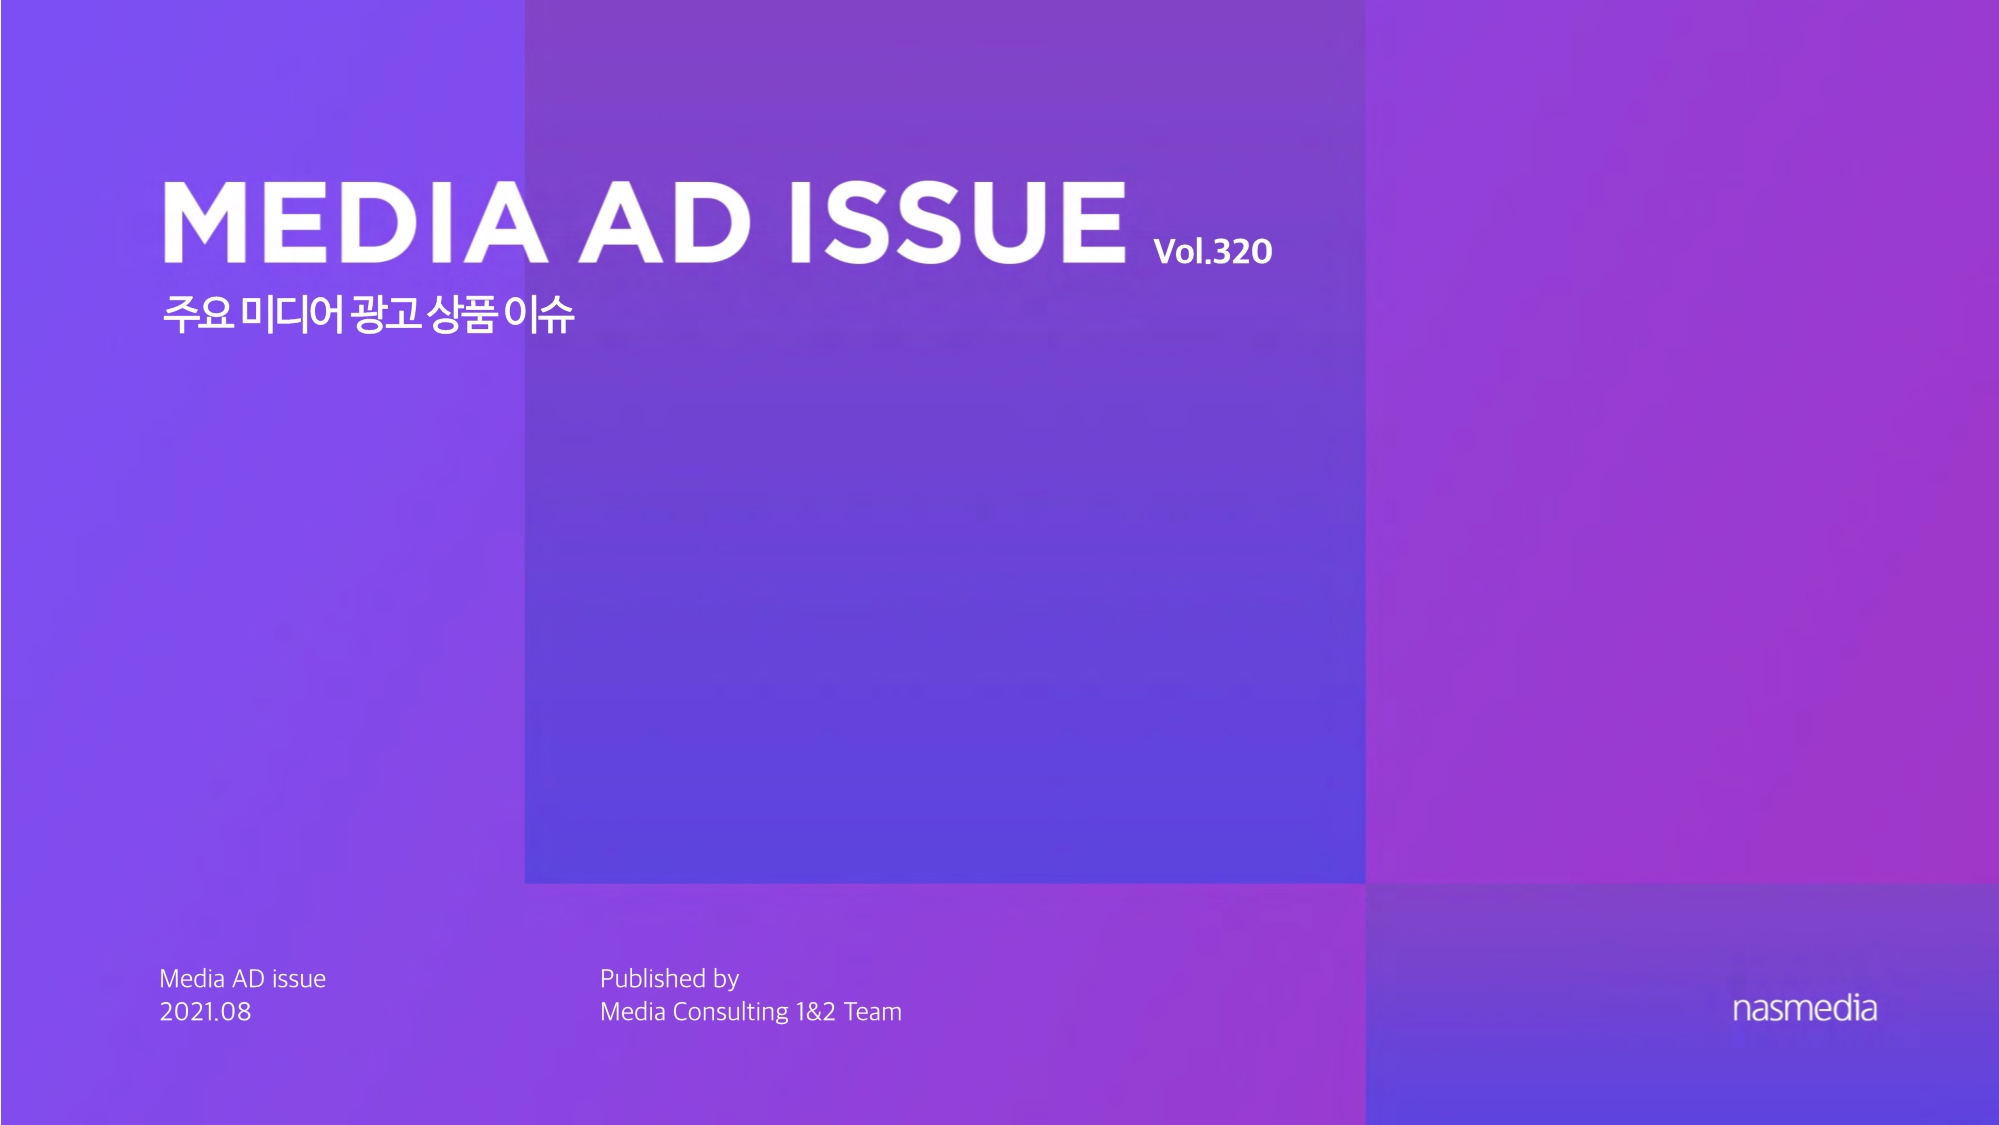 MEDIA AD ISSUE Vol.320
주요 미디어 광고 상품 이슈
Media AD issue
2021.08
Published by
Media Consulting 1&2 Team
nasmedia